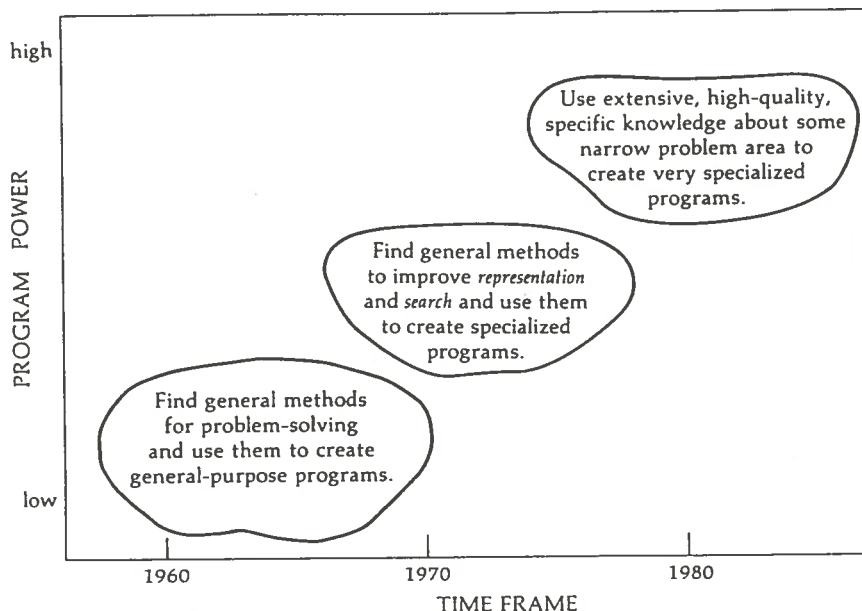 high
Use extensive, high-quality,
specific knowledge about some
narrow problem area to
create very specialized
programs.
PROGRAM POWER
Find general methods
to improve representation
and search and use them
to create specialized
programs.
Find general methods
for problem-solving
and use them to create
general-purpose programs.
low
1960
1970
1980
TIME FRAME